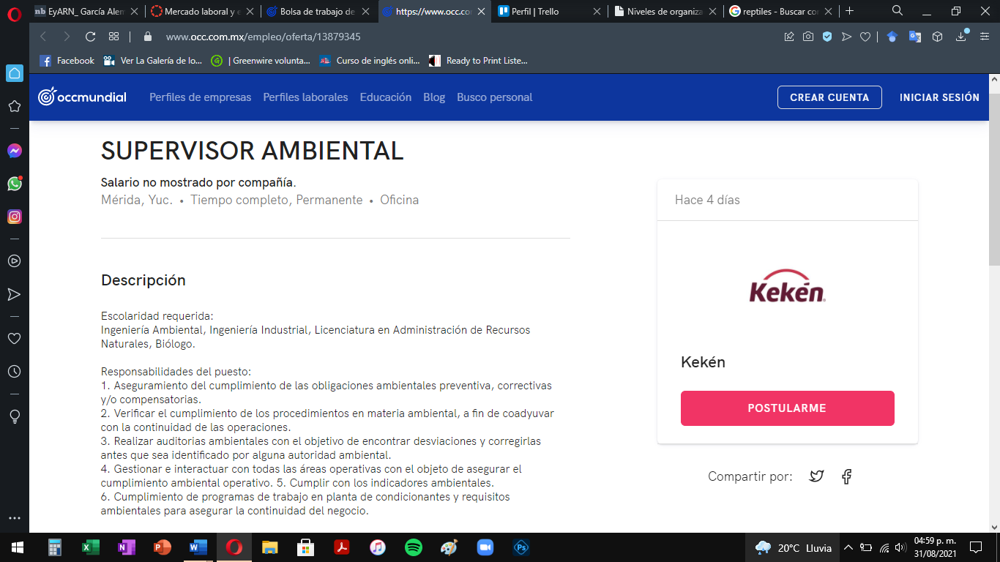 EyARN_ García Alem
Mercado laboral y e
Bolsa de trabajo de
https://www.occ.co
Perfil | Trello
Niveles de organiza
reptiles - Buscar co
www.occ.com.mx/empleo/oferta/13879345
Facebook
Ver La Galería de lo...
| Greenwire volunta...
Curso de inglés onli...
Ready to Print Liste...
occmundial
Perfiles de empresas
Perfiles laborales
Educación
Blog
Busco personal
CREAR CUENTA
INICIAR SESIÓN
SUPERVISOR AMBIENTAL
Salario no mostrado por compañía.
Mérida, Yuc. • Tiempo completo, Permanente • Oficina
Descripción
Escolaridad requerida:
Ingeniería Ambiental, Ingeniería Industrial, Licenciatura en Administración de Recursos
Naturales, Biólogo.
Responsabilidades del puesto:
1. Aseguramiento del cumplimiento de las obligaciones ambientales preventiva, correctivas
y/o compensatorias.
2. Verificar el cumplimiento de los procedimientos en materia ambiental, a fin de coadyuvar
con la continuidad de las operaciones.
3. Realizar auditorias ambientales con el objetivo de encontrar desviaciones y corregirlas
antes que sea identificado por alguna autoridad ambiental.
4. Gestionar e interactuar con todas las áreas operativas con el objeto de asegurar el
cumplimiento ambiental operativo. 5. Cumplir con los indicadores ambientales.
6. Cumplimiento de programas de trabajo en planta de condicionantes y requisitos
ambientales para asegurar la continuidad del negocio.
Hace 4 días
Kekén
Kekén
POSTULARME
Compartir por:
20°C Lluvia
04:59 p. m.
31/08/2021